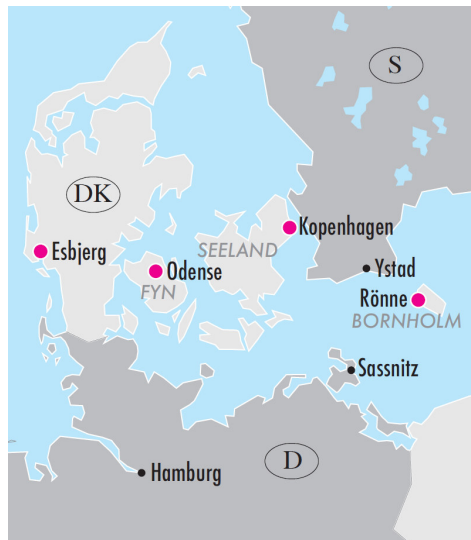 S
DK
Kopenhagen
SEELAND
Esbjerg
Odense
Ystad
FYN
Rönne
BORNHOLM
Sassnitz
D
Hamburg